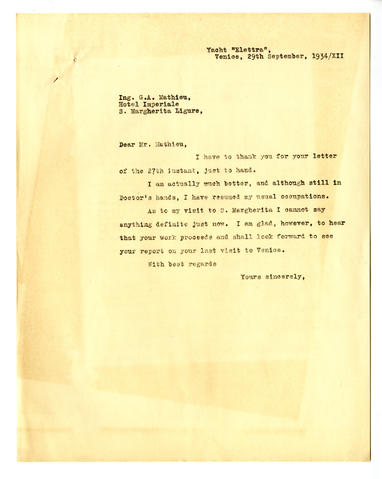 Yacht "Elettra",
Venice, 29th September, 1934/XII
Ing. G.A. Mathieu,
Hotel Imperiale
S. Margherita Ligure,
Dear Mr. Mathieu,
I have to thank you for your letter
of the 27th instant, just to hand.
I am actually much better, and although still in
Doctor's hands, I have resumed my usual occupations.
As to my visit to S. Margherita I cannot say
anything definite just now. I am glad, however, to hear
that your work proceeds and shall look forward to see
your report on your last visit to Venice.
With best regards
Yours sincerely,